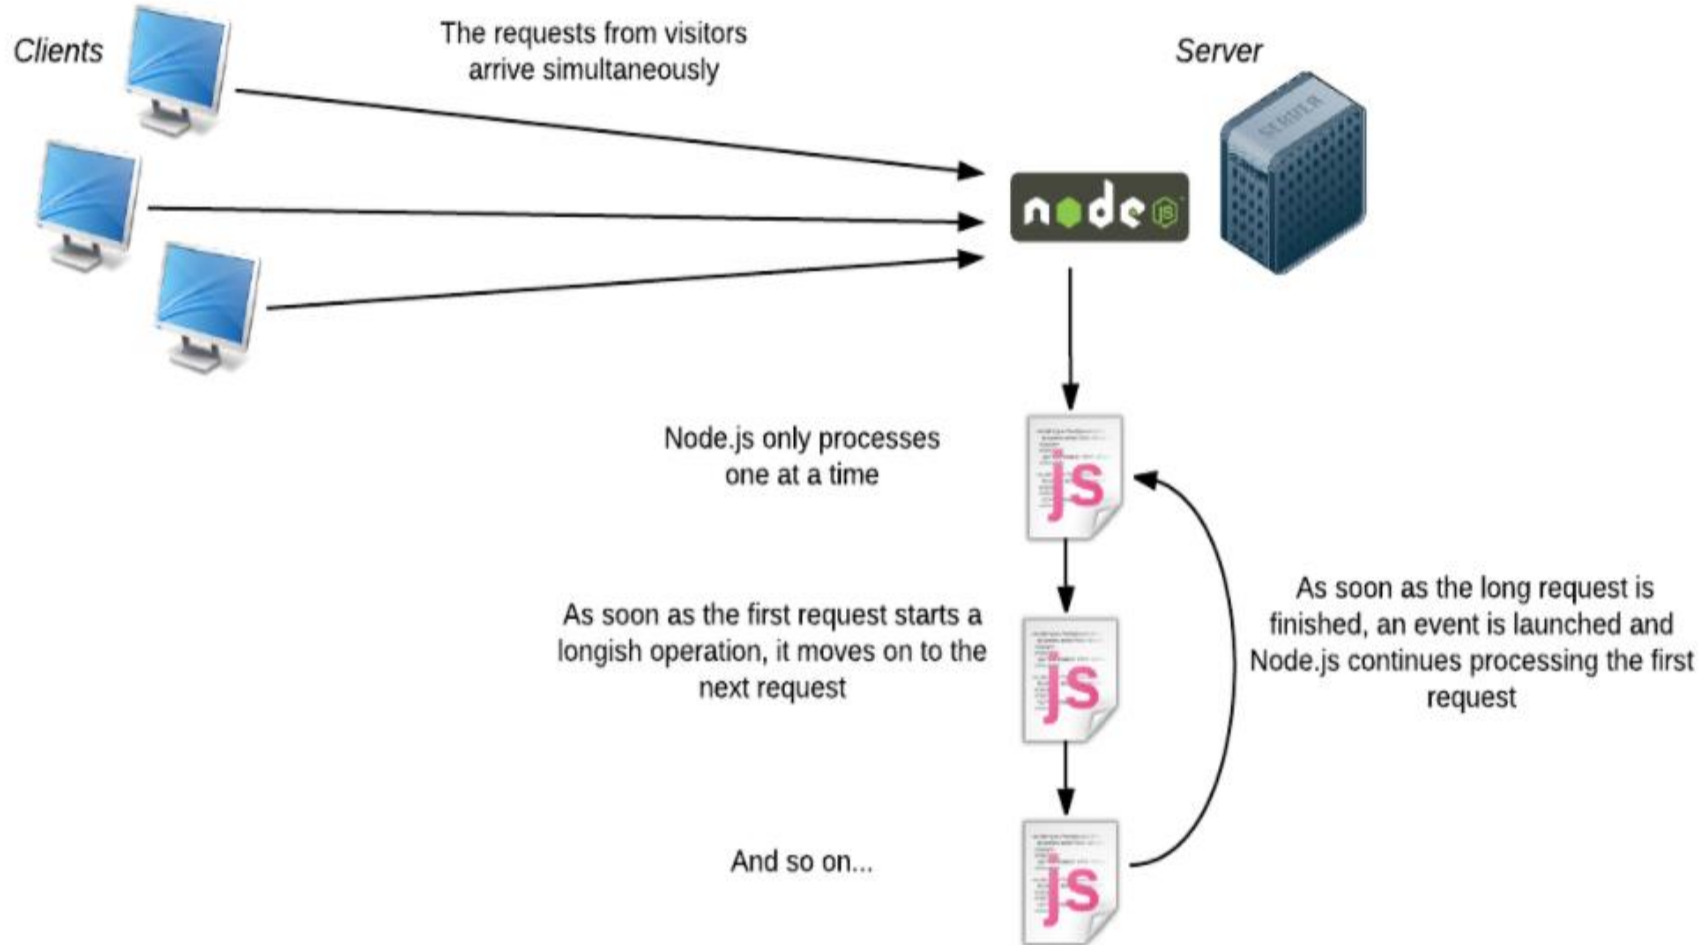 Clients
The requests from visitors
arrive simultaneously
Server
SERVER
node JS
Node.js only processes
one at a time
js
As soon as the first request starts a
longish operation, it moves on to the
next request
js
As soon as the long request is
finished, an event is launched and
Node.js continues processing the first
request
And so on...
js